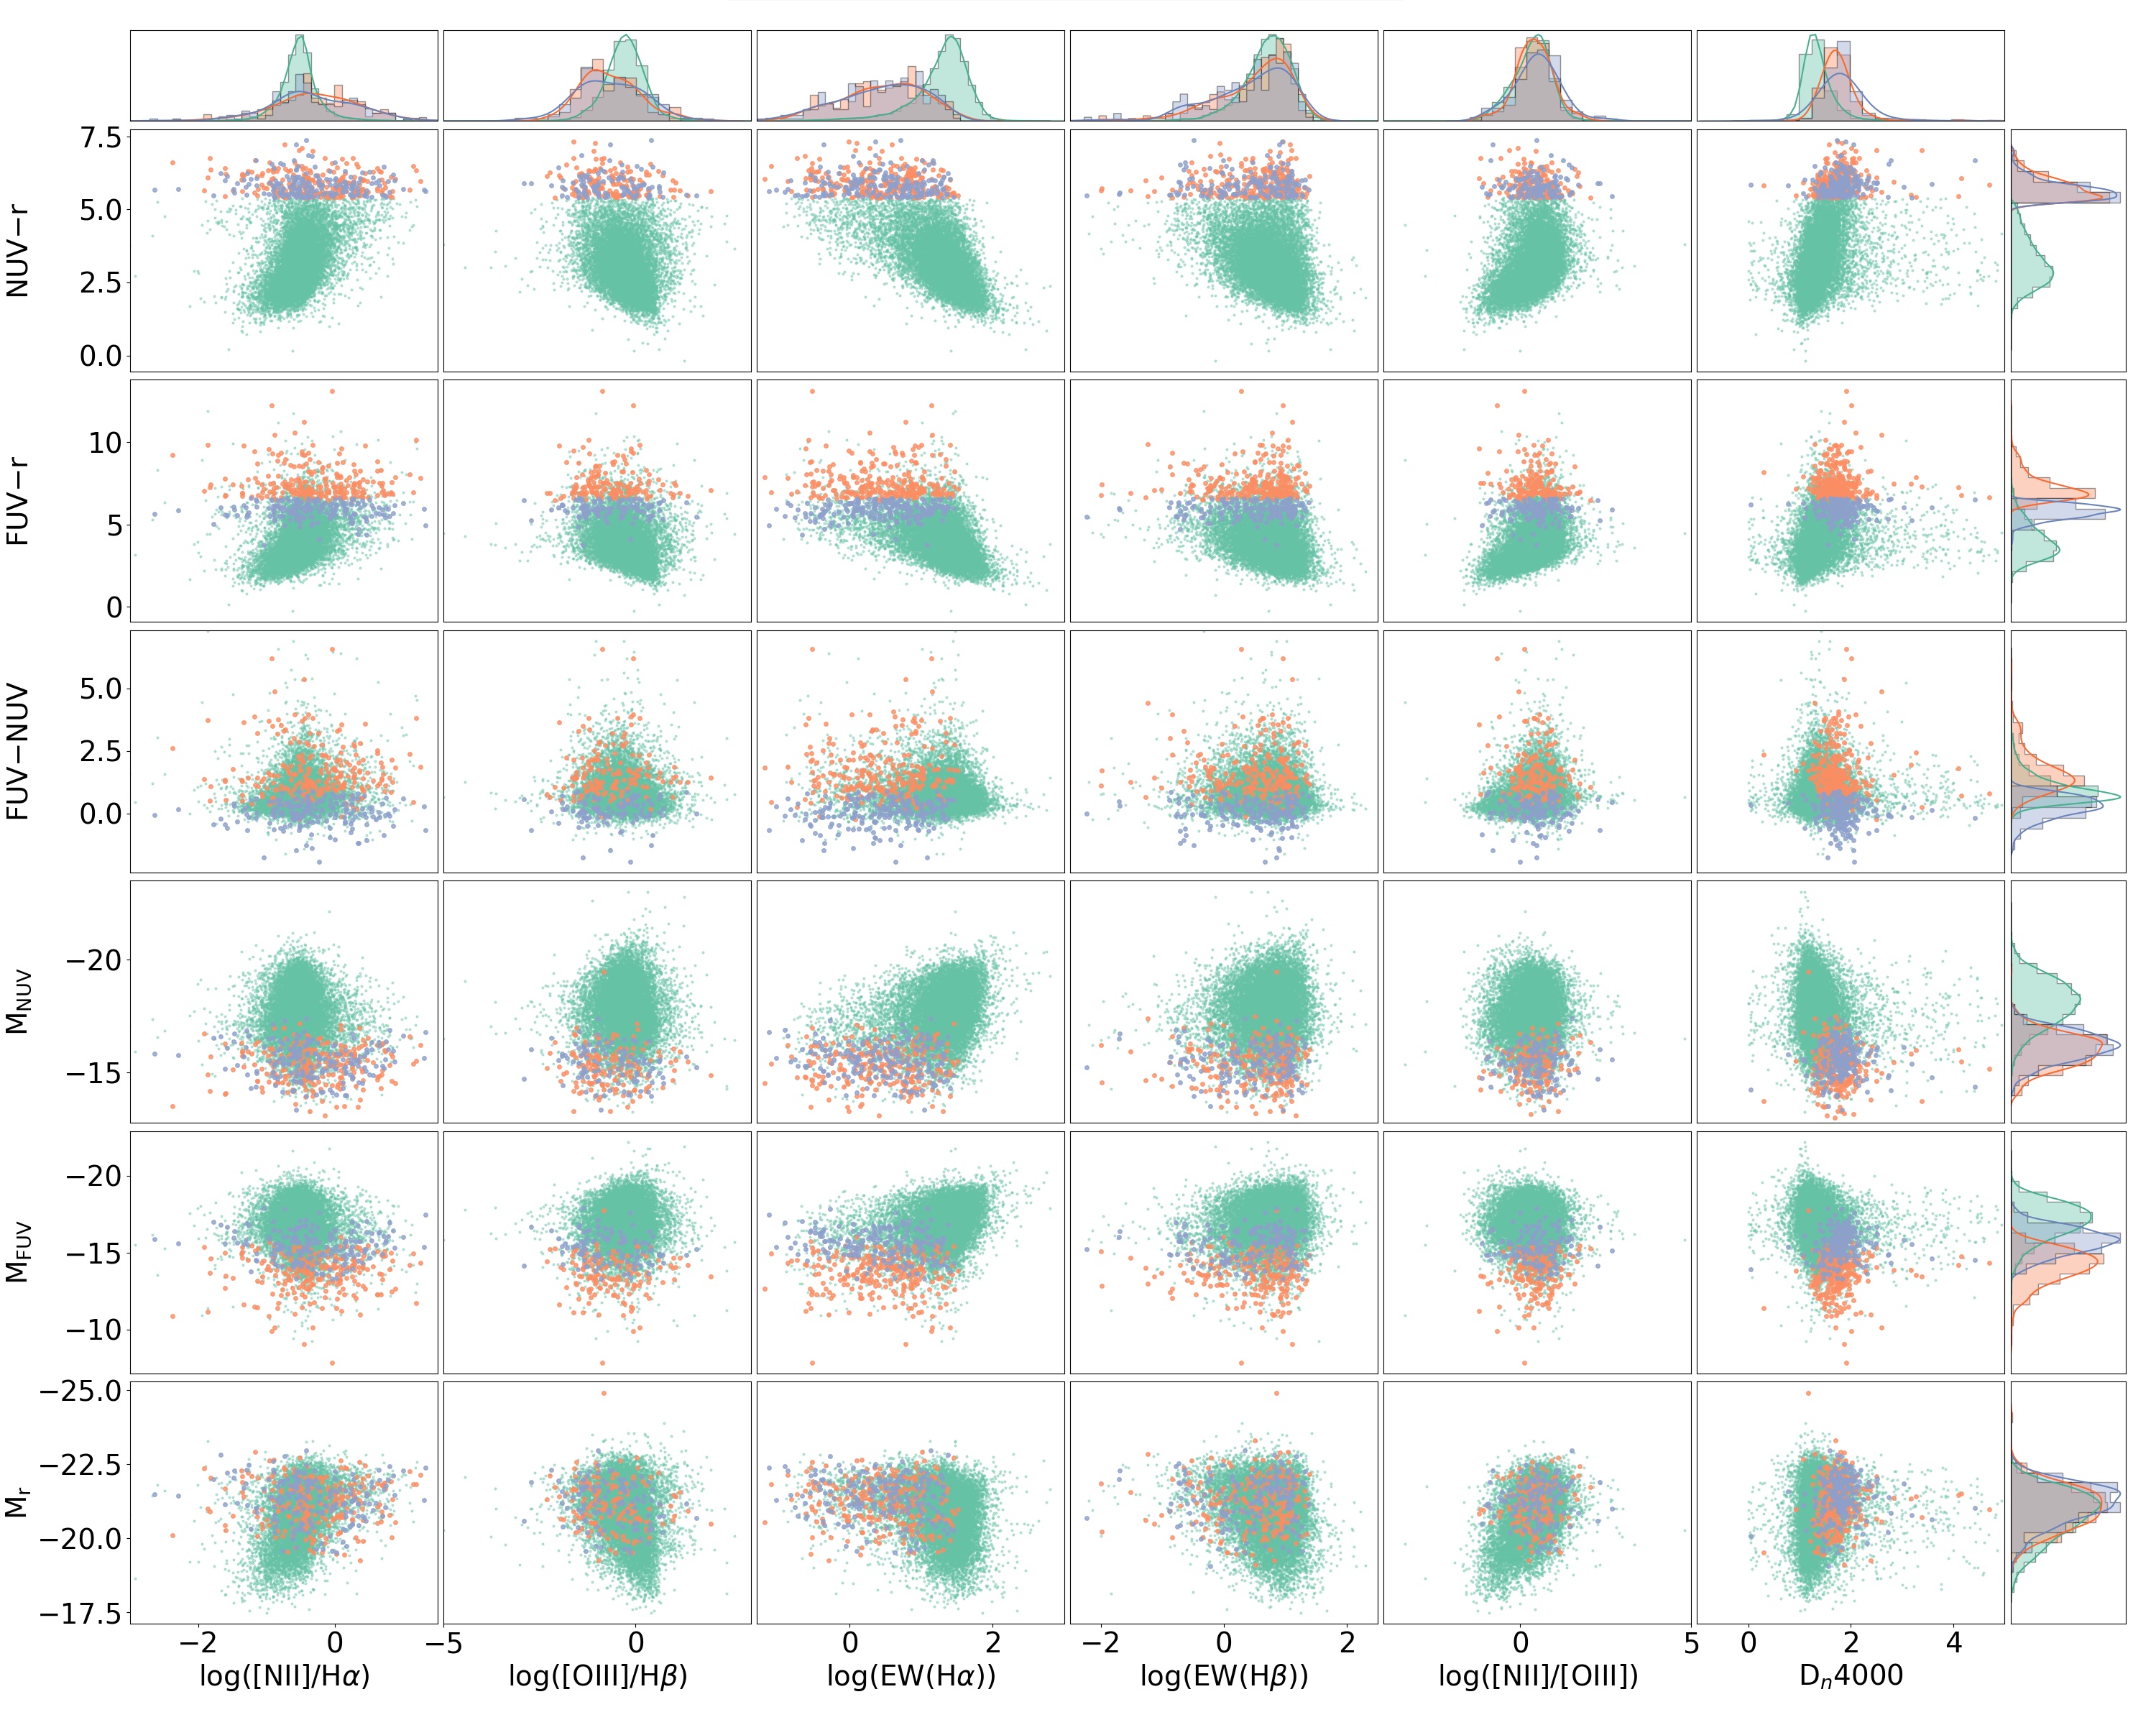 7.5
5.0
2.5
0.0
NUV−r
10
5
0
FUV−r
5.0
2.5
0.0
FUV−NUV
−20
−15
M_NUV
−20
−15
−10
M_FUV
−25.0
−22.5
−20.0
−17.5
M_r
−2 0 −5 0 0 2 −2 0 2 0 5 0 2 4
log([NII]/Hα) log([OIII]/Hβ) log(EW(Hα)) log(EW(Hβ)) log([NII]/[OIII]) D_n4000